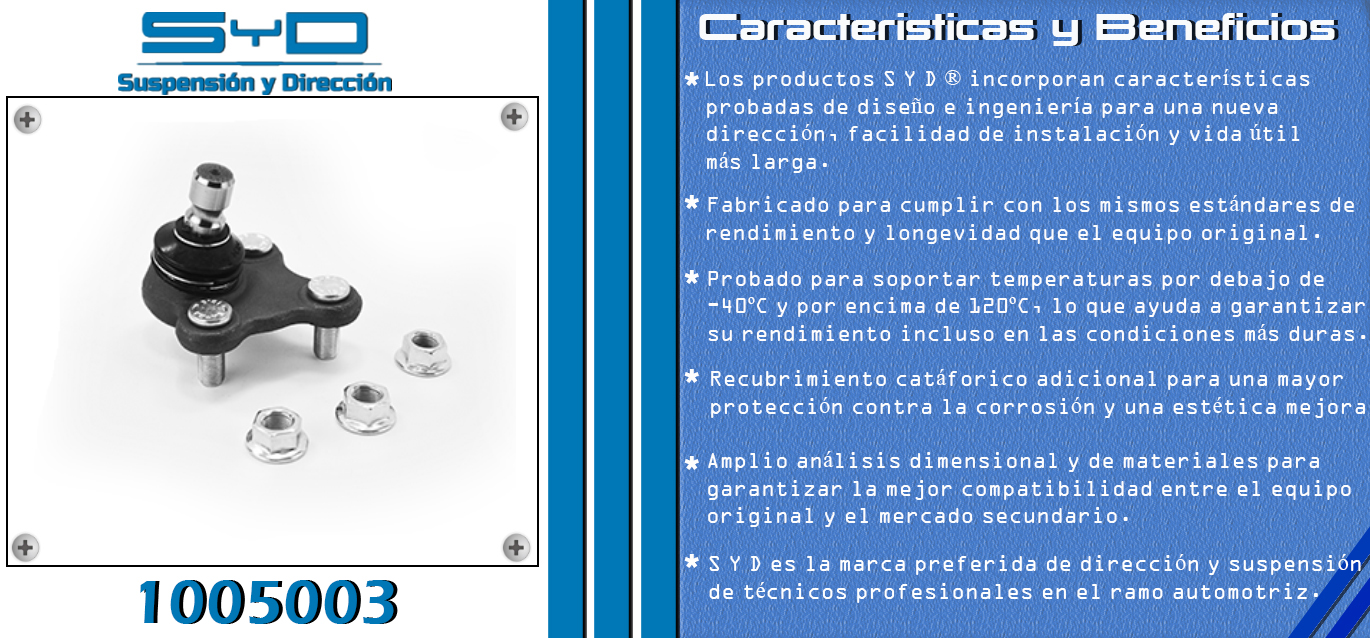 SYD
Suspensión y Dirección
1005003
Caracteristicas y Beneficios
* Los productos S Y D ® incorporan características
probadas de diseño e ingeniería para una nueva
dirección, facilidad de instalación y vida útil
más larga.
* Fabricado para cumplir con los mismos estándares de
rendimiento y longevidad que el equipo original.
* Probado para soportar temperaturas por debajo de
-40°C y por encima de 120°C, lo que ayuda a garantizar
su rendimiento incluso en las condiciones más duras.
* Recubrimiento catáforico adicional para una mayor
protección contra la corrosión y una estética mejora
* Amplio análisis dimensional y de materiales para
garantizar la mejor compatibilidad entre el equipo
original y el mercado secundario.
* S Y D es la marca preferida de dirección y suspensión
de técnicos profesionales en el ramo automotriz.